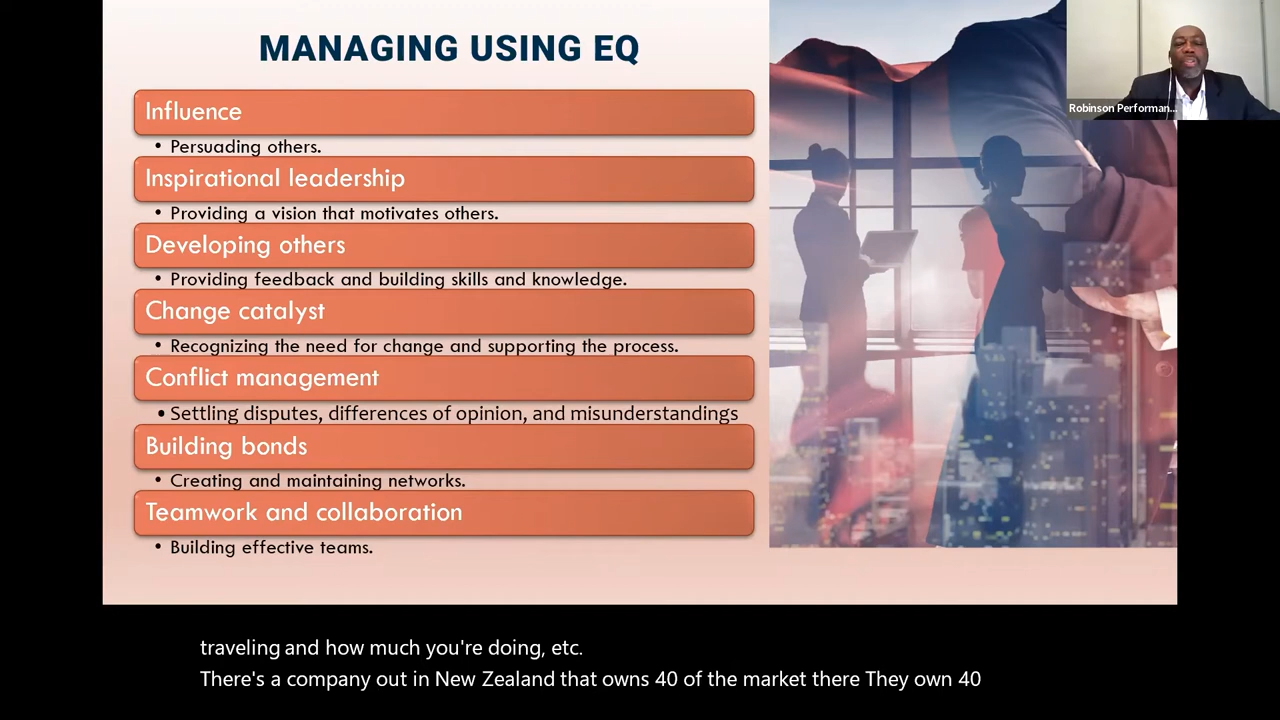 MANAGING USING EQ
Influence
• Persuading others.
Inspirational leadership
• Providing a vision that motivates others.
Developing others
• Providing feedback and building skills and knowledge.
Change catalyst
• Recognizing the need for change and supporting the process.
Conflict management
• Settling disputes, differences of opinion, and misunderstandings
Building bonds
• Creating and maintaining networks.
Teamwork and collaboration
• Building effective teams.
Robinson Performan...
traveling and how much you're doing, etc.
There's a company out in New Zealand that owns 40 of the market there They own 40